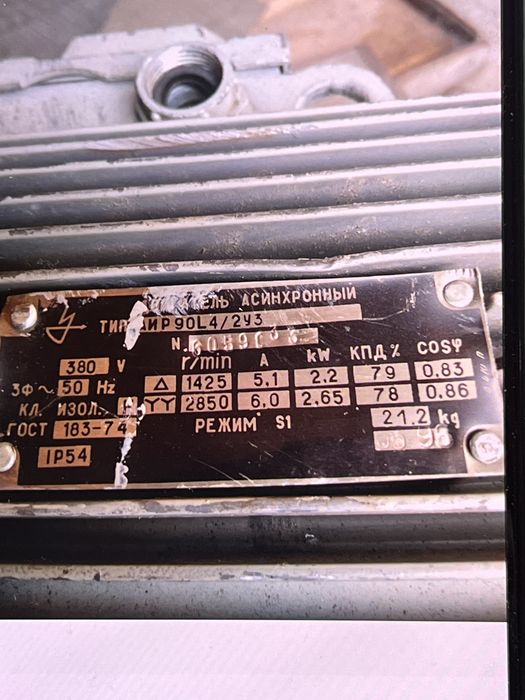 АСИНХРОННЫЙ
ТИП АИР90L4/2У3
N.
r/min A kW КПД% COSφ
380 V
3Ф~ 50 Hz
Δ 1425 5.1 2.2 79 0.83
YY 2850 6.0 2.65 78 0.86
КЛ. ИЗОЛ.
ГОСТ 183-74
РЕЖИМ S1
21.2 kg
IP54